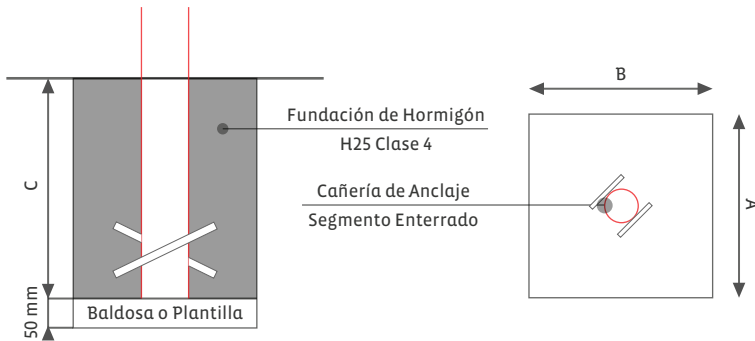 C
50 mm
Fundación de Hormigón
H25 Clase 4
Cañería de Anclaje
Segmento Enterrado
Baldosa o Plantilla
B
A